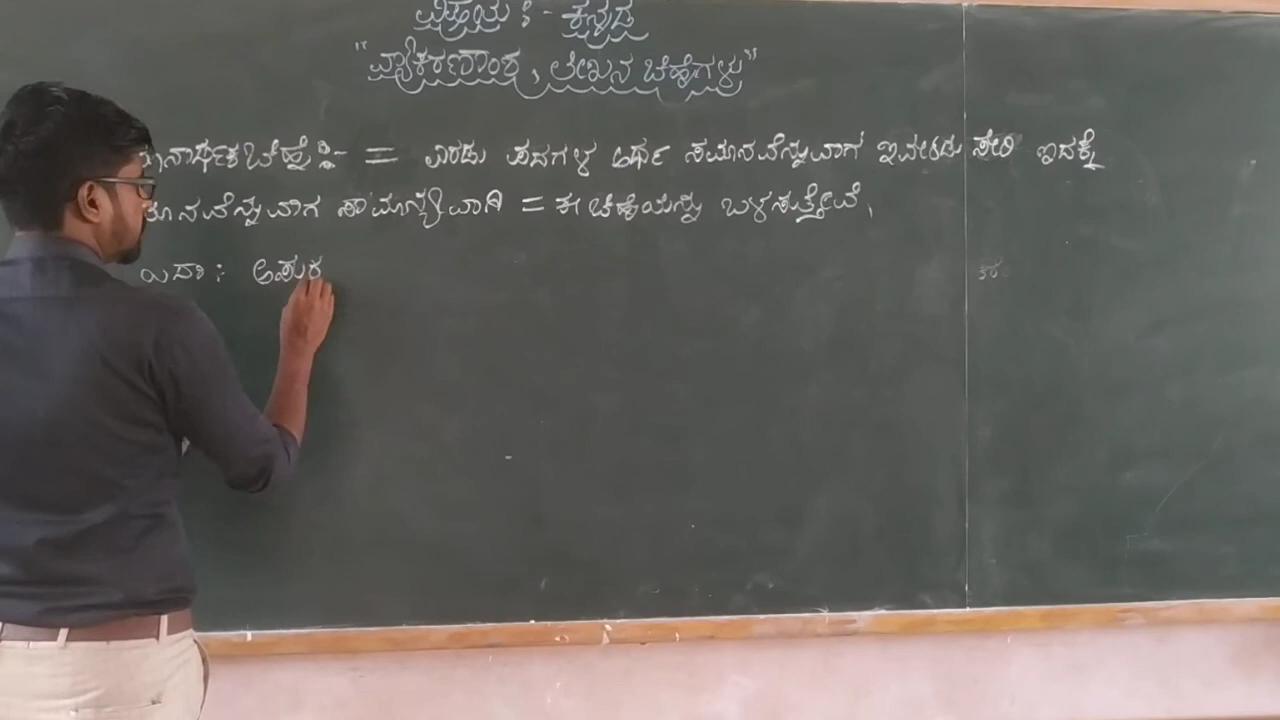 ವಿಷಯ :- ಕನ್ನಡ
"ವ್ಯಾಕರಣಾಂಶ, ಲೇಖನ ಚಿಹ್ನೆಗಳು"
ನಾರ್ಥಕ ಚಿಹ್ನೆ :- = ಎರಡು ಪದಗಳ ಅರ್ಥ ಸಮಾನವೆನ್ನುವಾಗ ಇವೇರಡು ಸೇರಿ ಇದಕ್ಕೆ
ನವೆನ್ನುವಾಗ ಸಾಮಾನ್ಯವಾಗಿ = ಈ ಚಿಹ್ನೆಯನ್ನು ಬಳಸುತ್ತೇವೆ,
ಉದಾ :